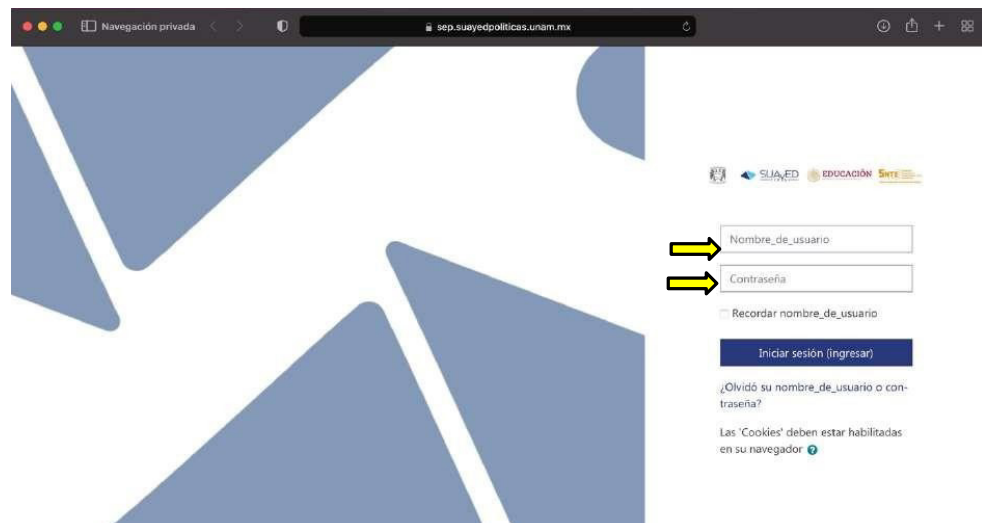 Navegación privada
sep.suayedpoliticas.unam.mx
SUAyED
EDUCACIÓN
SNTE
Nombre_de_usuario
Contraseña
Recordar nombre_de_usuario
Iniciar sesión (ingresar)
¿Olvidó su nombre_de_usuario o con-
traseña?
Las 'Cookies' deben estar habilitadas
en su navegador ?